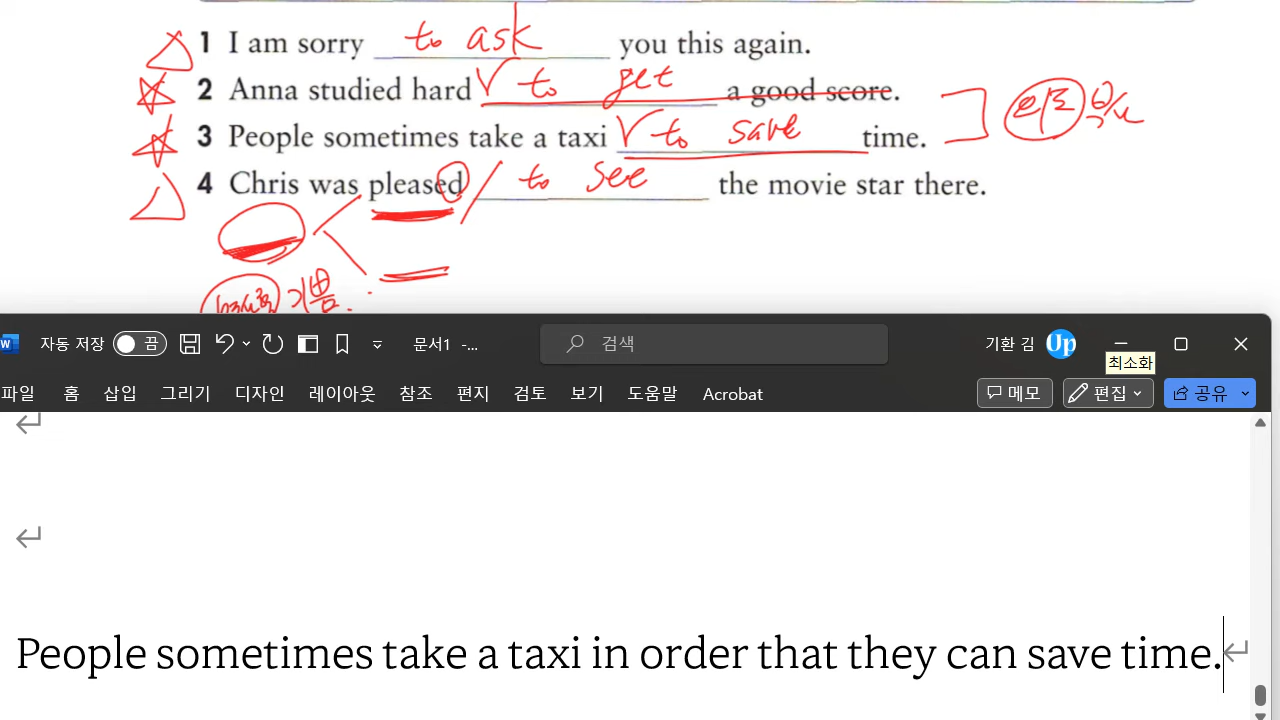 1 I am sorry to ask you this again.
2 Anna studied hard to get a good score.
3 People sometimes take a taxi to save time.
4 Chris was pleased / to see the movie star there.
기쁨.
자동 저장 끔 문서1 -... 검색 기환 김 Up
최소화
파일 홈 삽입 그리기 디자인 레이아웃 참조 편지 검토 보기 도움말 Acrobat 메모 편집 공유
People sometimes take a taxi in order that they can save time.